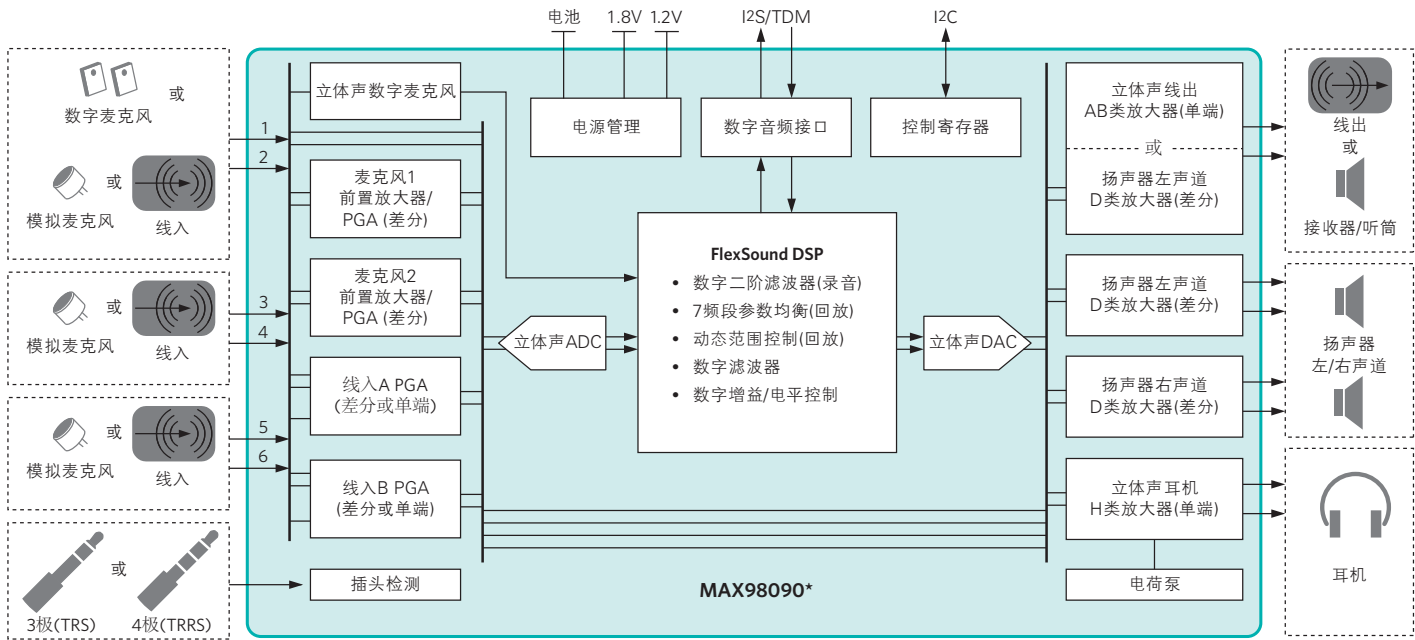 电池 1.8V 1.2V I2S/TDM I2C
或
数字麦克风
或
模拟麦克风 线入
1
2
或
模拟麦克风 线入
3
4
或
模拟麦克风 线入
5
6
或
3极(TRS) 4极(TRRS)
立体声数字麦克风
麦克风1
前置放大器/
PGA (差分)
麦克风2
前置放大器/
PGA (差分)
线入A PGA
(差分或单端)
线入B PGA
(差分或单端)
插头检测
电源管理
数字音频接口
控制寄存器
立体声ADC
FlexSound DSP
• 数字二阶滤波器(录音)
• 7频段参数均衡(回放)
• 动态范围控制(回放)
• 数字滤波器
• 数字增益/电平控制
立体声DAC
MAX98090*
立体声线出
AB类放大器(单端)
或
扬声器左声道
D类放大器(差分)
扬声器左声道
D类放大器(差分)
扬声器右声道
D类放大器(差分)
立体声耳机
H类放大器(单端)
电荷泵
线出
或
接收器/听筒
扬声器
左/右声道
耳机